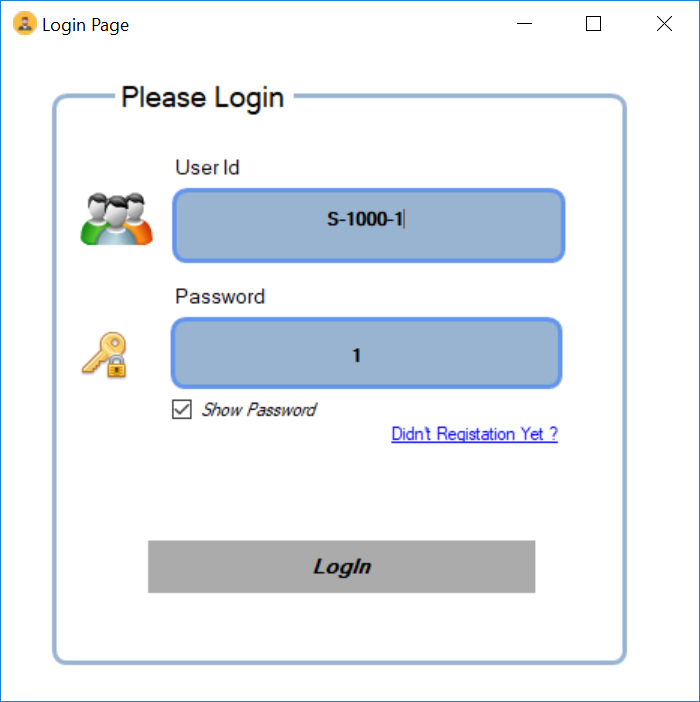 Login Page
Please Login
User Id
S-1000-1
Password
1
Show Password
Didn't Registation Yet ?
LogIn